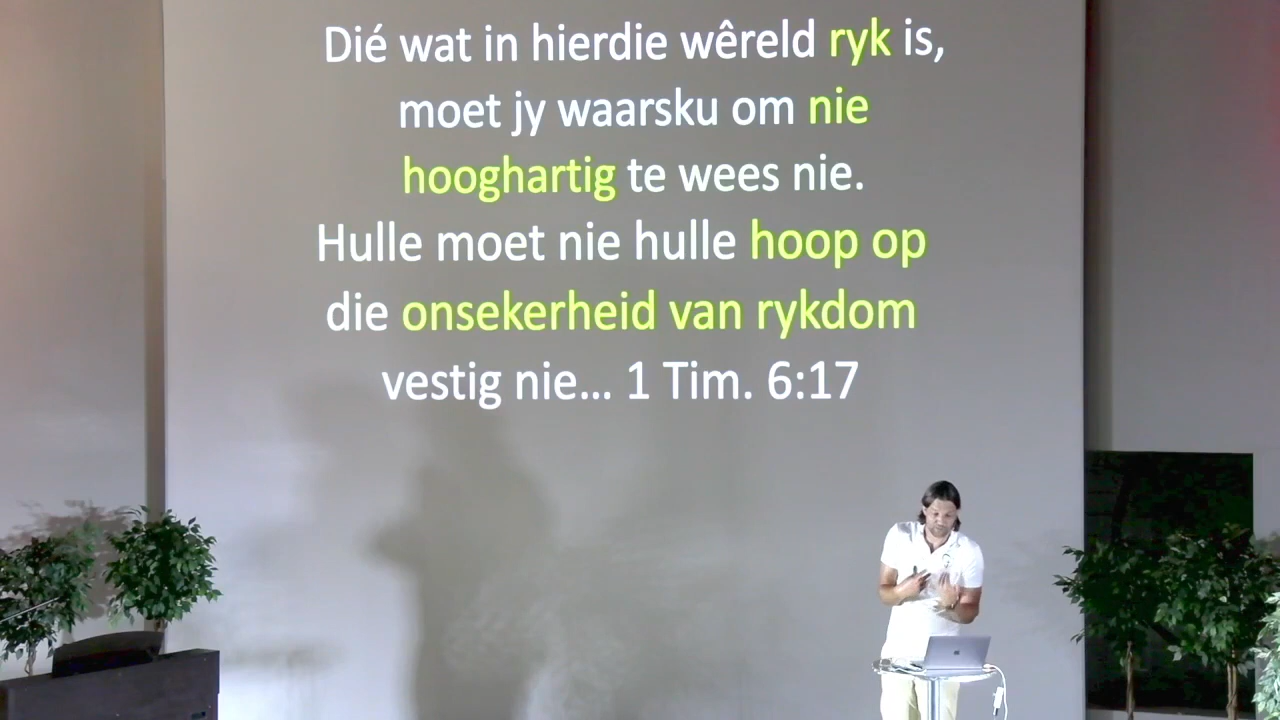 Dié wat in hierdie wêreld ryk is,
moet jy waarsku om nie
hooghartig te wees nie.
Hulle moet nie hulle hoop op
die onsekerheid van rykdom
vestig nie... 1 Tim. 6:17